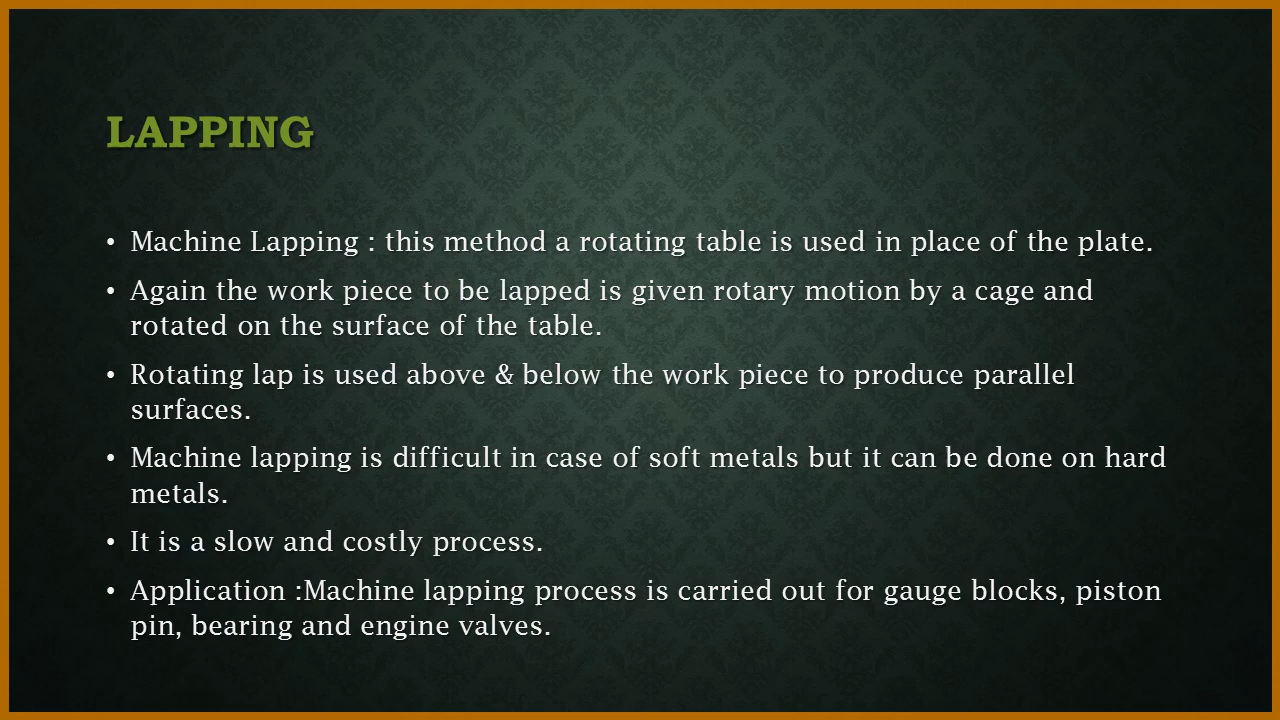 LAPPING
• Machine Lapping : this method a rotating table is used in place of the plate.
• Again the work piece to be lapped is given rotary motion by a cage and
rotated on the surface of the table.
• Rotating lap is used above & below the work piece to produce parallel
surfaces.
• Machine lapping is difficult in case of soft metals but it can be done on hard
metals.
• It is a slow and costly process.
• Application :Machine lapping process is carried out for gauge blocks, piston
pin, bearing and engine valves.